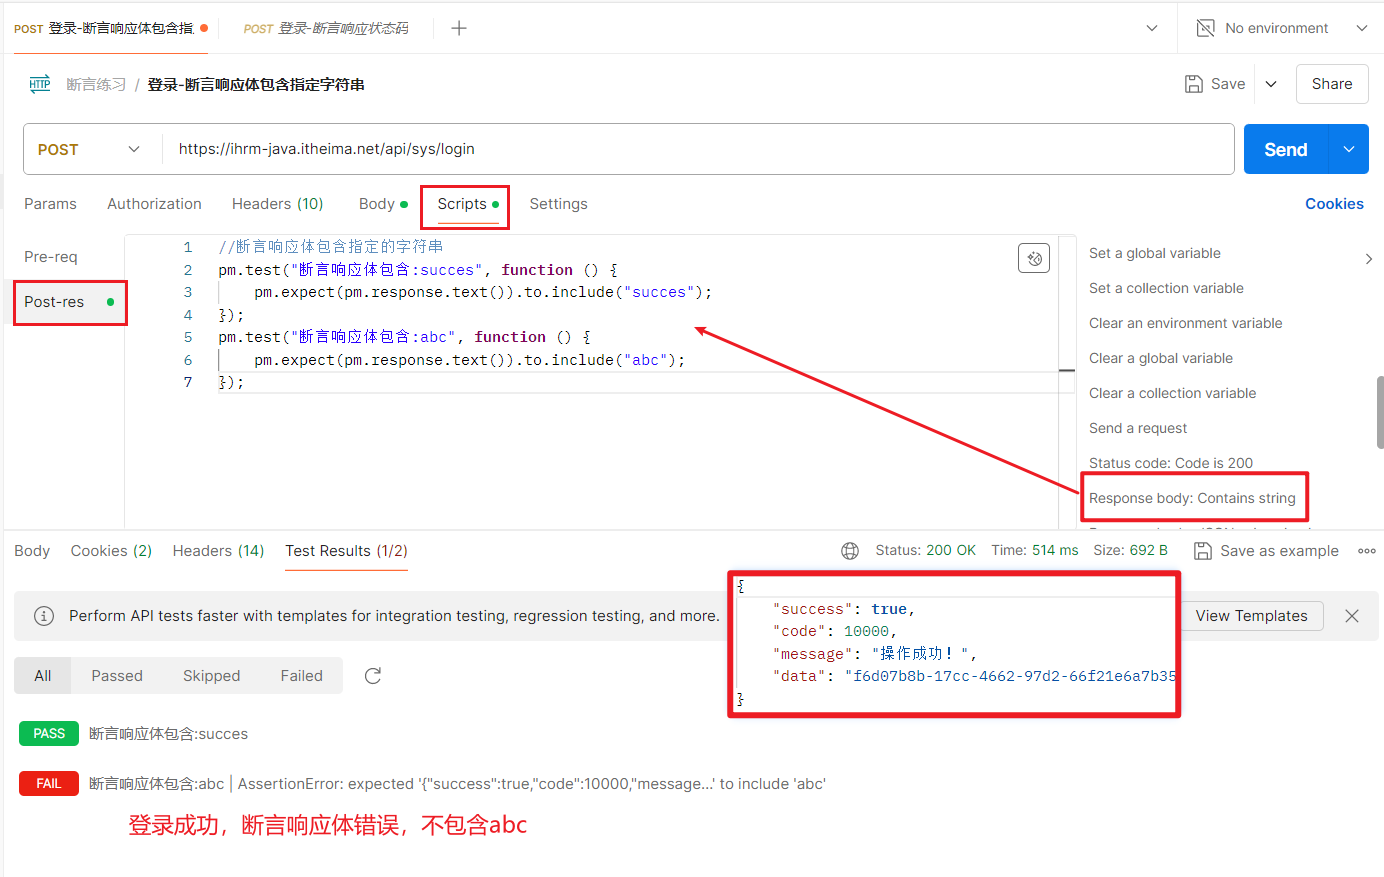 POST 登录-断言响应体包含指
POST 登录-断言响应状态码
No environment
HTTP 断言练习 / 登录-断言响应体包含指定字符串
Save
Share
POST
https://ihrm-java.itheima.net/api/sys/login
Send
Params
Authorization
Headers (10)
Body
Scripts
Settings
Cookies
Pre-req
Post-res
1 //断言响应体包含指定的字符串
2 pm.test("断言响应体包含:succes", function () {
3 pm.expect(pm.response.text()).to.include("succes");
4 });
5 pm.test("断言响应体包含:abc", function () {
6 pm.expect(pm.response.text()).to.include("abc");
7 });
Set a global variable
Set a collection variable
Clear an environment variable
Clear a global variable
Clear a collection variable
Send a request
Status code: Code is 200
Response body: Contains string
Body
Cookies (2)
Headers (14)
Test Results (1/2)
Status: 200 OK
Time: 514 ms
Size: 692 B
Save as example
Perform API tests faster with templates for integration testing, regression testing, and more.
View Templates
{
"success": true,
"code": 10000,
"message": "操作成功！",
"data": "f6d07b8b-17cc-4662-97d2-66f21e6a7b35
}
All
Passed
Skipped
Failed
PASS 断言响应体包含:succes
FAIL 断言响应体包含:abc | AssertionError: expected '{"success":true,"code":10000,"message...' to include 'abc'
登录成功，断言响应体错误，不包含abc